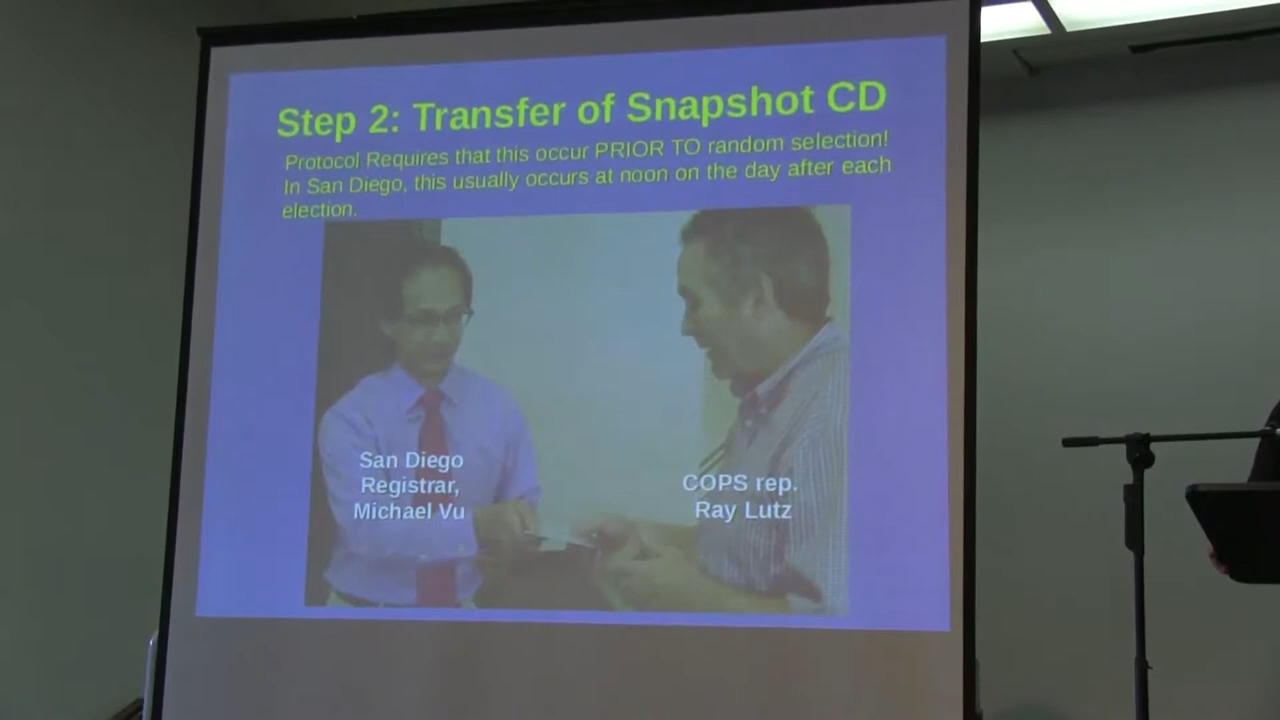 Step 2: Transfer of Snapshot CD
Protocol Requires that this occur PRIOR TO random selection!
In San Diego, this usually occurs at noon on the day after each
election.
San Diego
Registrar,
Michael Vu
COPS rep.
Ray Lutz